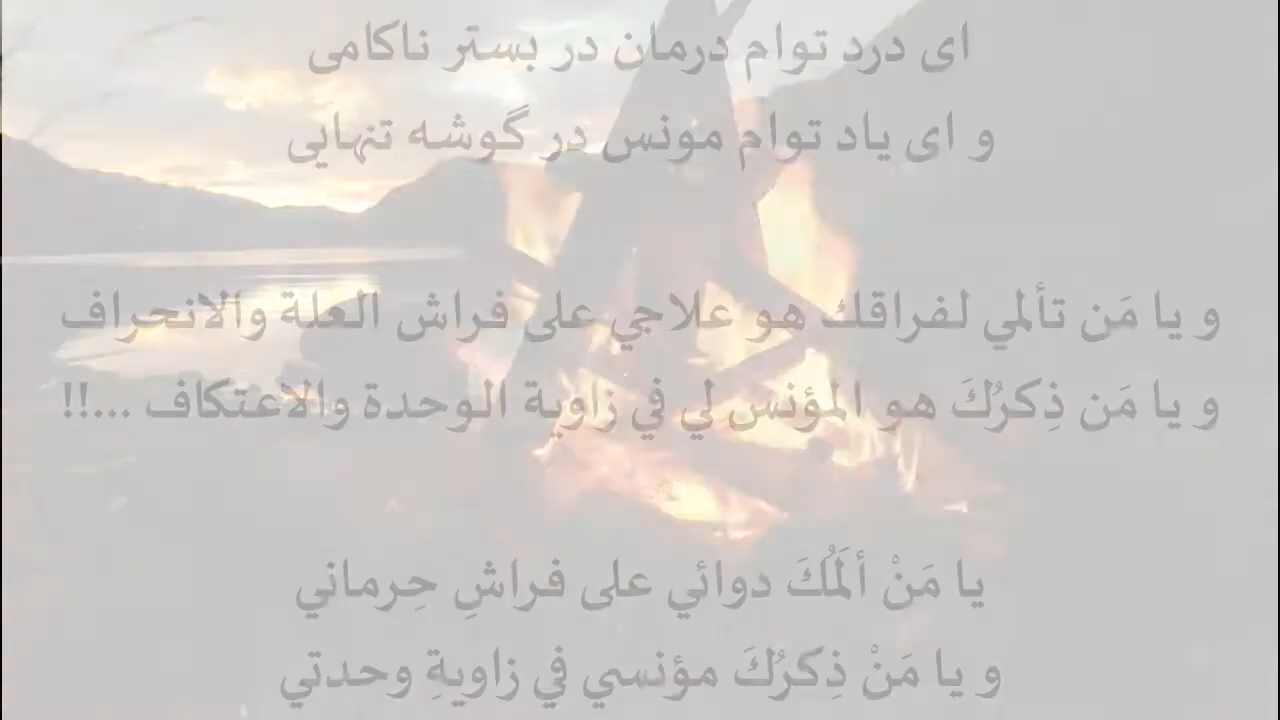 ای درد توام درمان در بستر ناکامی
و ای یاد توام مونس در گوشه تنهایی
و يا مَن تألمي لفراقك هو علاجي على فراش العلة والانحراف
و يا مَن ذِكرُكَ هو المؤنس لي في زاوية الوحدة والاعتكاف ...!!
يا مَنْ ألَمُكَ دوائي على فراشِ حِرماني
و يا مَنْ ذِكرُكَ مؤنسي في زاويةِ وحدتي